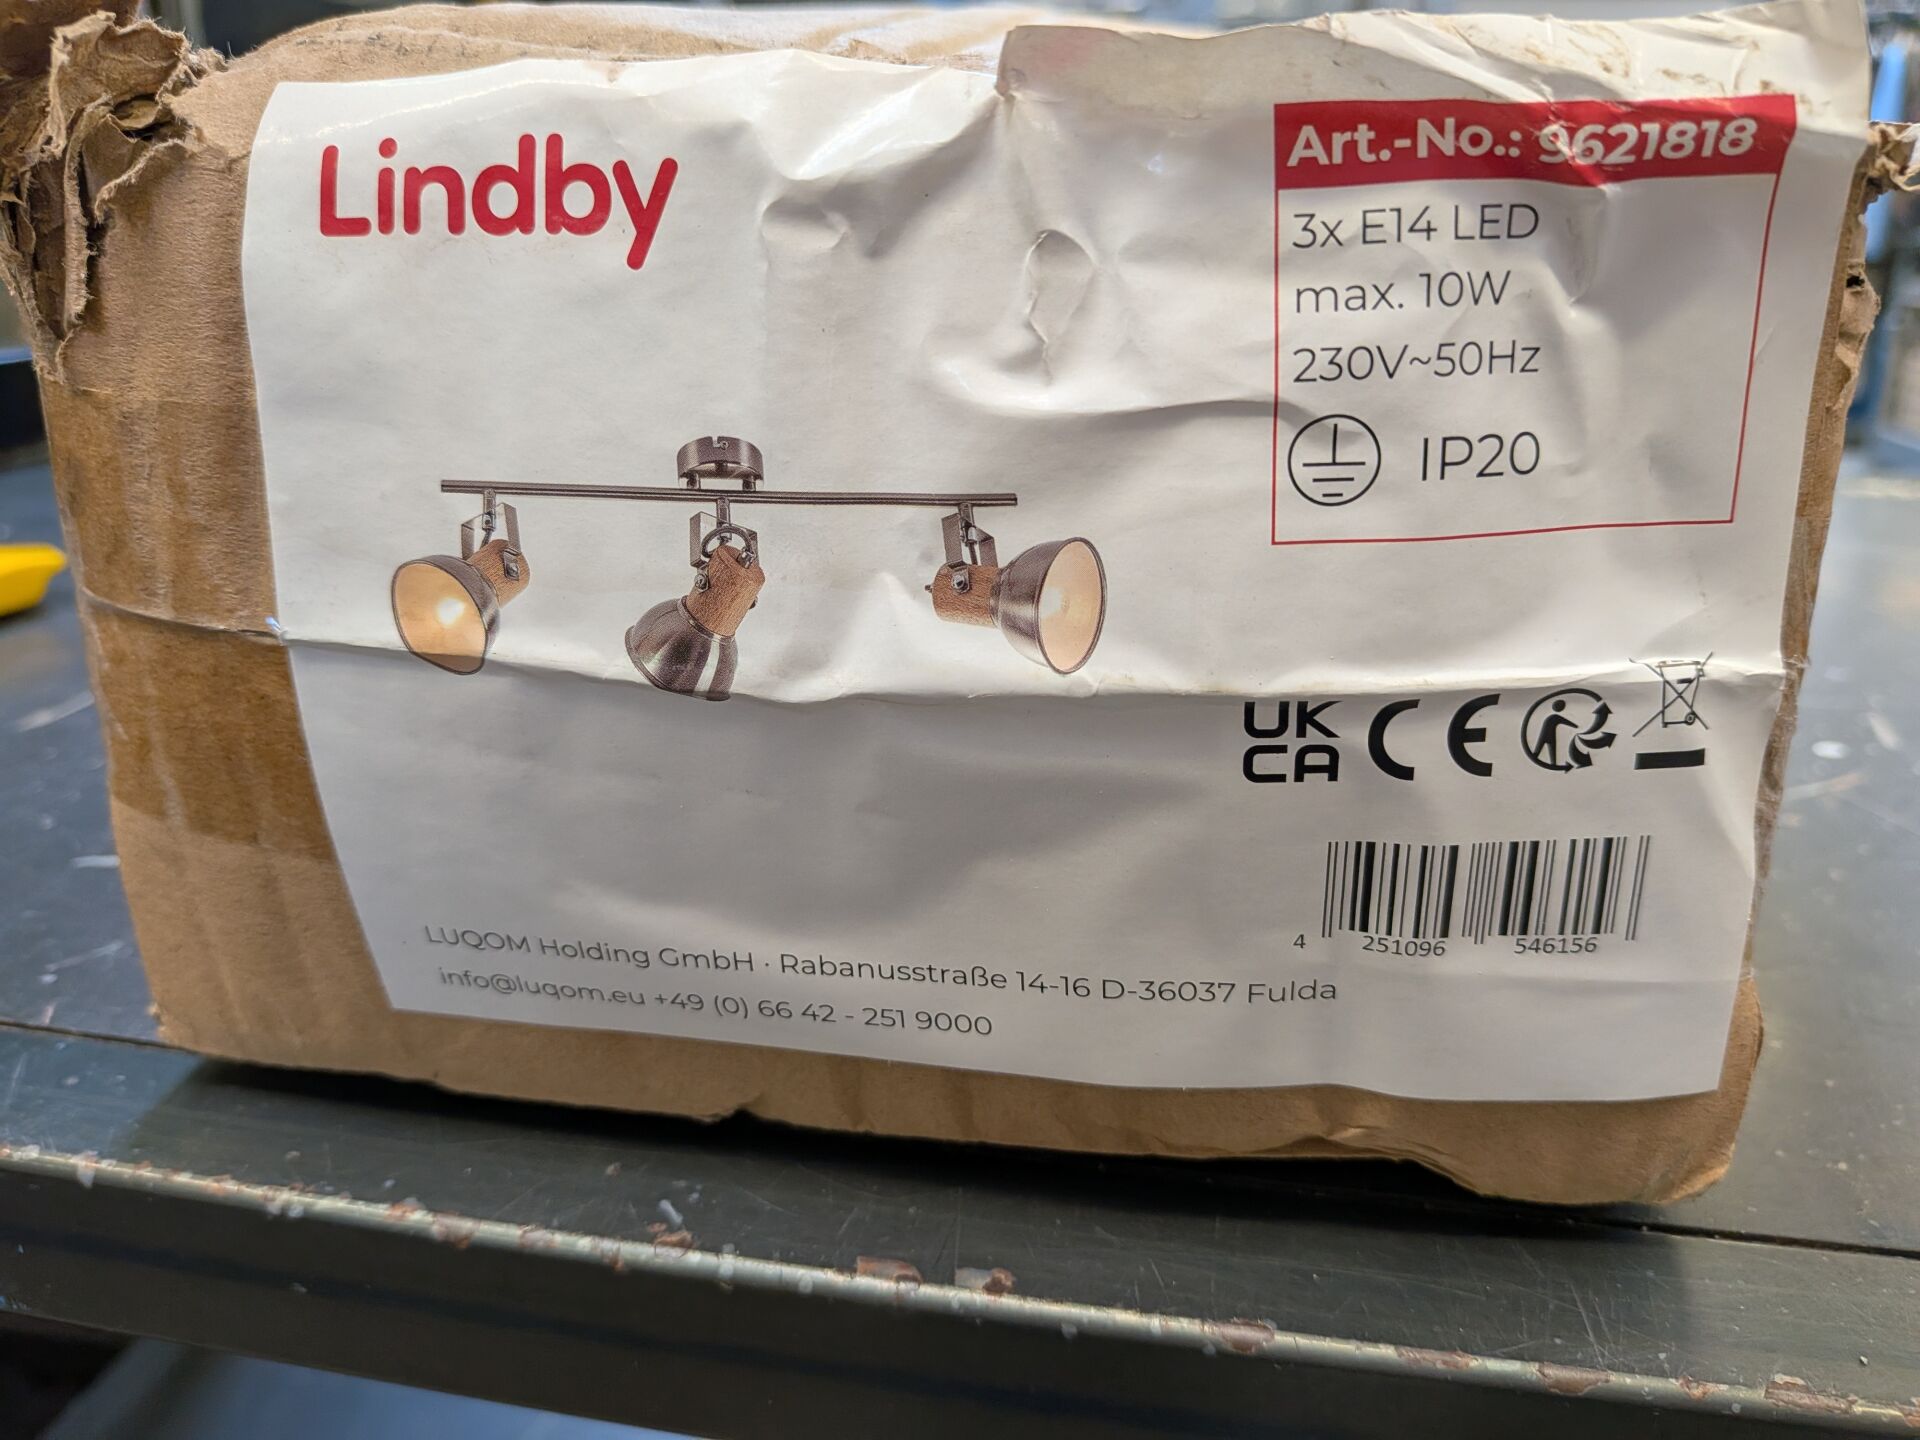 Lindby
Art.-No.: 9621818
3x E14 LED
max. 10W
230V~50Hz
IP20
UK
CA
CE
4 251096 546156
LUQOM Holding GmbH · Rabanusstraße 14-16 D-36037 Fulda
info@luqom.eu +49 (0) 66 42 - 251 9000